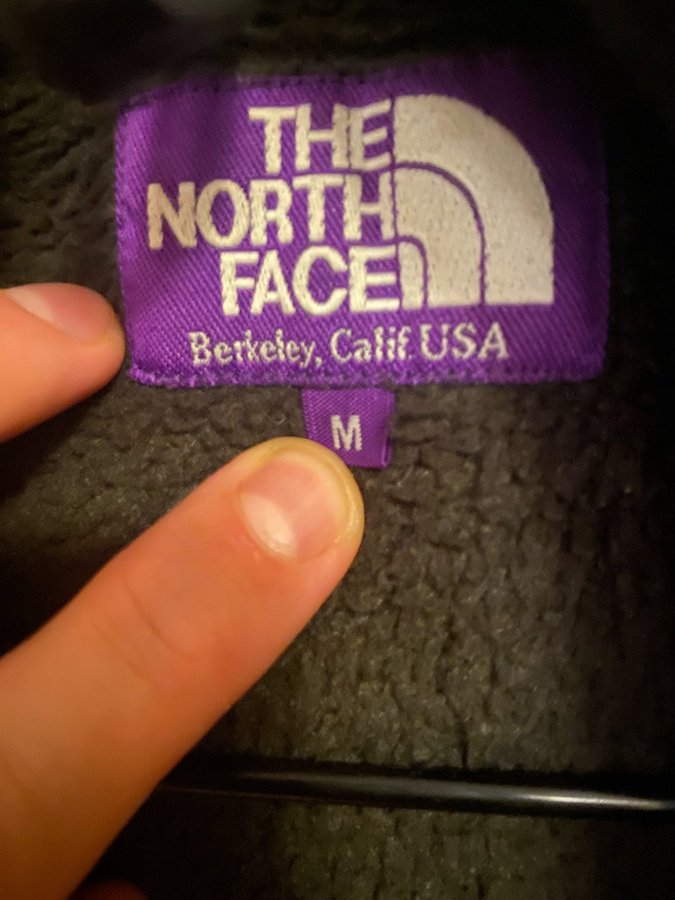 THE
NORTH
FACE
Berkeley, Calif. USA
M